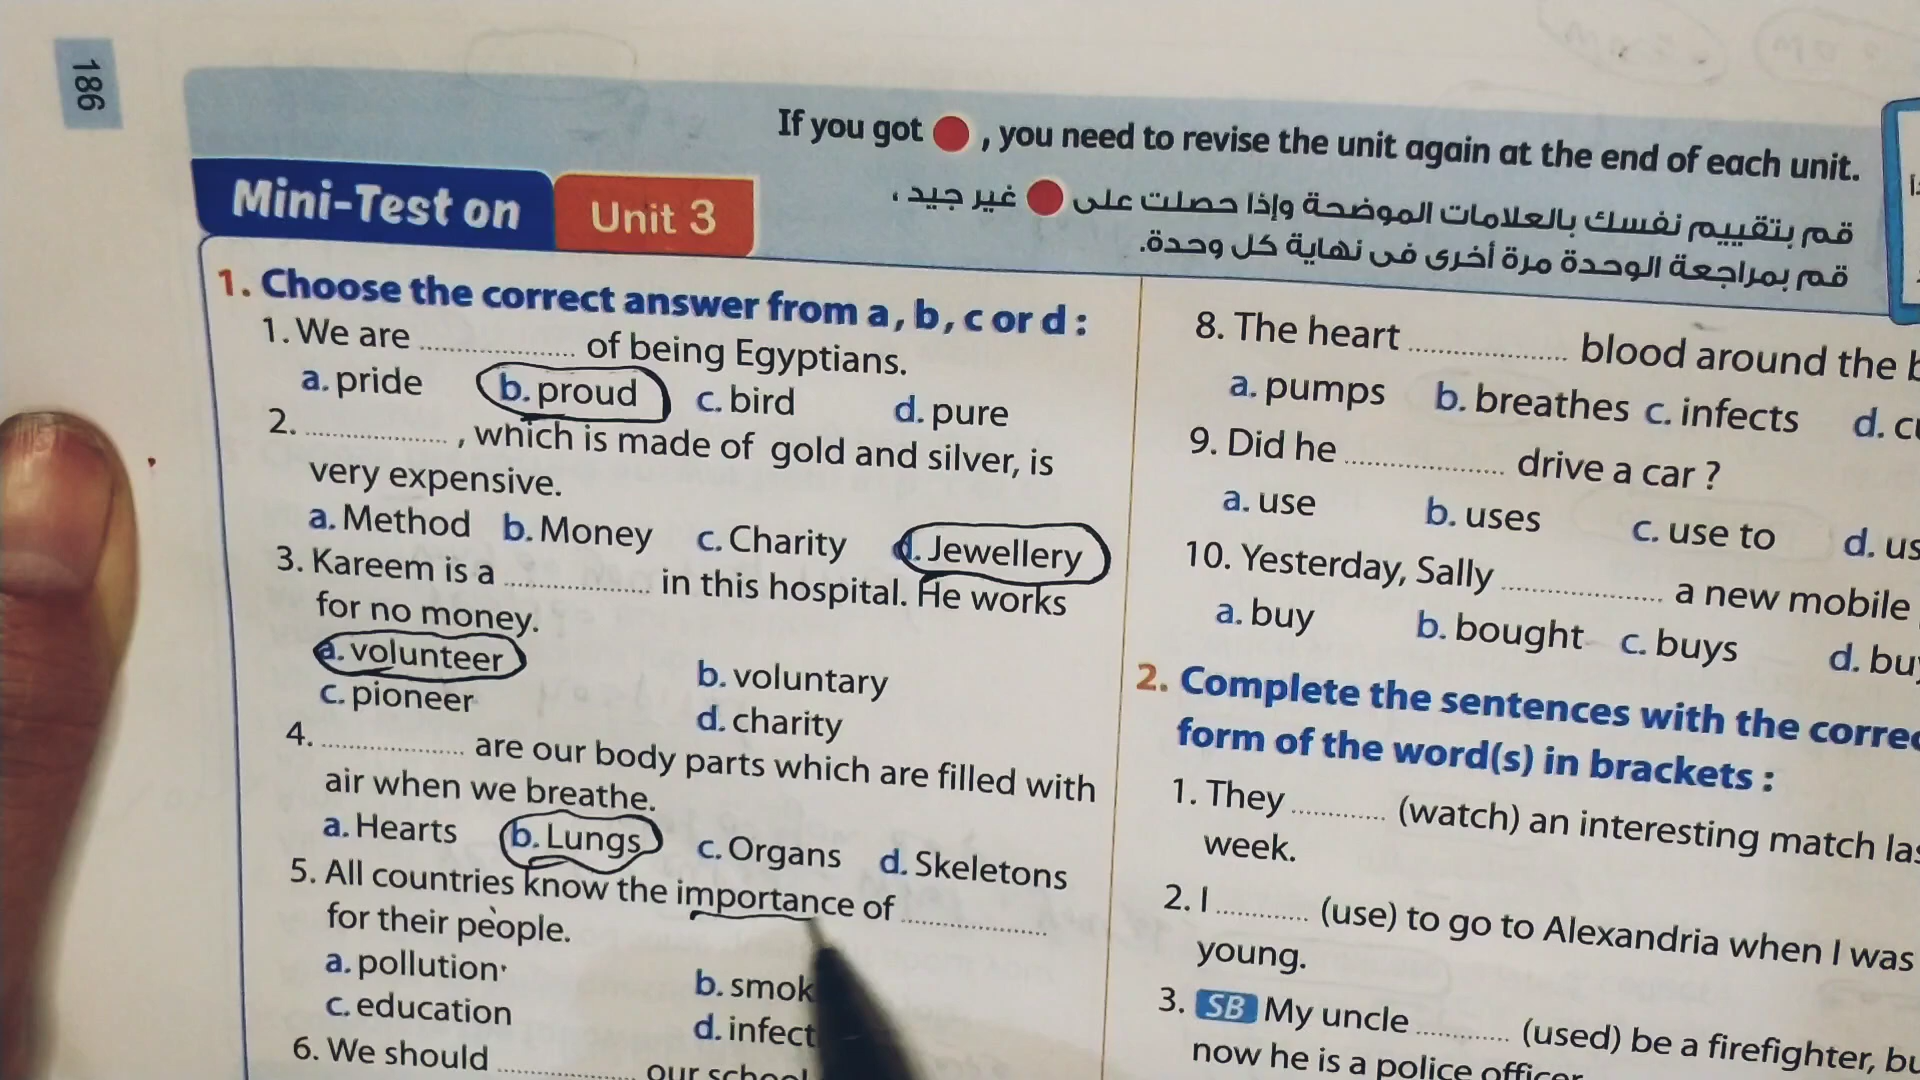 186
If you got , you need to revise the unit again at the end of each unit.
قم بتقييم نفسك بالعلامات الموضحة وإذا حصلت على غير جيد ،
قم بمراجعة الوحدة مرة أخرى فى نهاية كل وحدة.
Mini-Test on Unit 3
1. Choose the correct answer from a, b, c or d :
1. We are .................. of being Egyptians.
a. pride b. proud c. bird d. pure
2. .................. , which is made of gold and silver, is
very expensive.
a. Method b. Money c. Charity d. Jewellery
3. Kareem is a .................. in this hospital. He works
for no money.
a. volunteer b. voluntary
c. pioneer d. charity
4. .................. are our body parts which are filled with
air when we breathe.
a. Hearts b. Lungs c. Organs d. Skeletons
5. All countries know the importance of ..................
for their people.
a. pollution b. smok
c. education d. infect
6. We should .................. our school
8. The heart .................. blood around the
a. pumps b. breathes c. infects d.
9. Did he .................. drive a car ?
a. use b. uses c. use to d. us
10. Yesterday, Sally .................. a new mobile
a. buy b. bought c. buys d. bu
2. Complete the sentences with the correc
form of the word(s) in brackets :
1. They ............ (watch) an interesting match las
week.
2. I ............ (use) to go to Alexandria when I was
young.
3. SB My uncle ............ (used) be a firefighter, bu
now he is a police officer